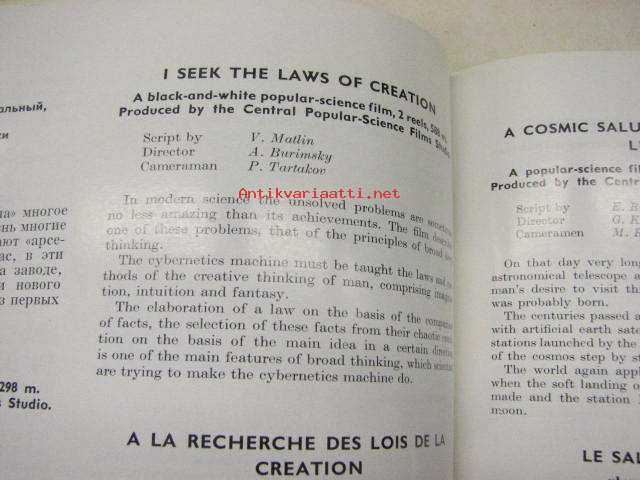 альный,
ки
да» многое
ень многие
ают «арсе-
ас, в эти
а заводе,
и нового
в первых
298 m.
s Studio.
I SEEK THE LAWS OF CREATION
A black-and-white popular-science film, 2 reels, 588 m.
Produced by the Central Popular-Science Films Studio.
Script by V. Matlin
Director A. Burimsky
Cameraman P. Tartakov
Antikvariaatti.net
In modern science the unsolved problems are sometimes
no less amazing than its achievements. The film describes
one of these problems, that of the principles of broad
thinking.
The cybernetics machine must be taught the laws and
thods of the creative thinking of man, comprising
tion, intuition and fantasy.
The elaboration of a law on the basis of the comparison
of facts, the selection of these facts from their chaotic
tion on the basis of the main idea in a certain direction
is one of the main features of broad thinking, which scientists
are trying to make the cybernetics machine do.
A LA RECHERCHE DES LOIS DE LA
CREATION
A COSMIC SALU
A popular-science fil
Produced by the Central
Script by E. B
Director G.
Cameramen M.
On that day very long
astronomical telescope a
man's desire to visit th
was probably born.
The centuries passed a
with artificial earth sate
stations launched by the
of the cosmos step by st
The world again appl
when the soft landing o
made and the station l
moon.
LE SAL